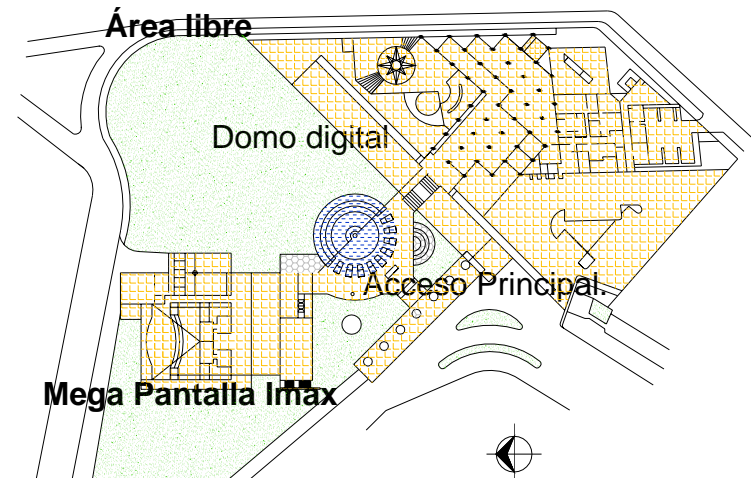 Área libre
Domo digital
Acceso Principal.
Mega Pantalla Imax